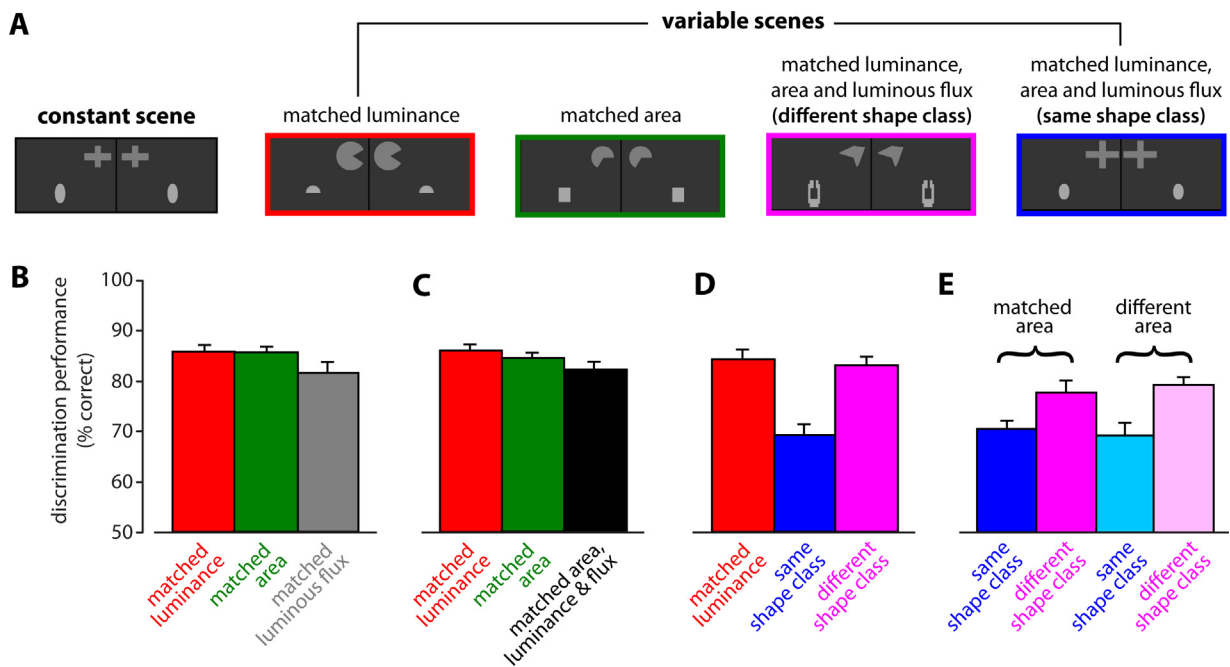 A
variable scenes
constant scene
matched luminance
matched area
matched luminance,
area and luminous flux
(different shape class)
matched luminance,
area and luminous flux
(same shape class)
B
discrimination performance
(% correct)
100
90
80
70
60
50
matched
luminance
matched
area
matched
luminous flux
C
matched
luminance
matched
area
matched area,
luminance & flux
D
matched
luminance
same
shape class
different
shape class
E
matched
area
different
area
same
shape class
different
shape class
same
shape class
different
shape class